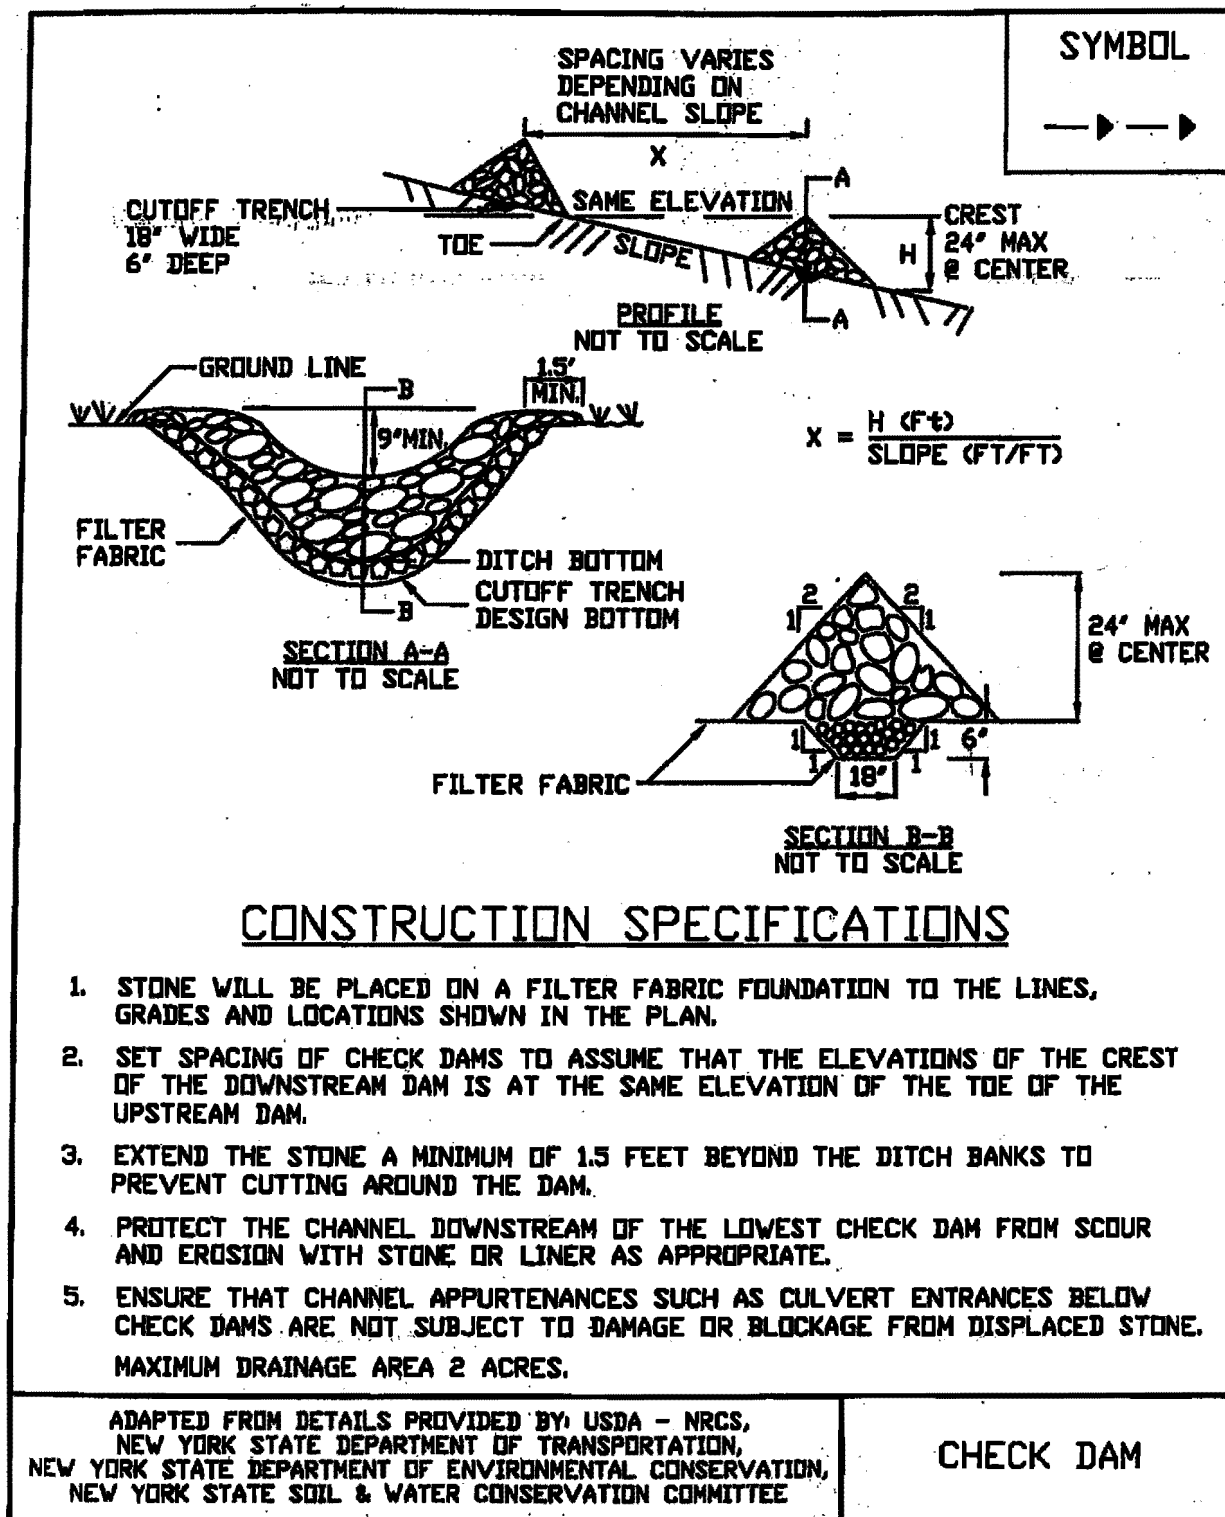 SYMBOL
SPACING VARIES
DEPENDING ON
CHANNEL SLOPE
X
A
CUTOFF TRENCH
18" WIDE
6" DEEP
SAME ELEVATION
TOE
SLOPE
H
CREST
24" MAX
@ CENTER
A
PROFILE
NOT TO SCALE
GROUND LINE
B
1.5'
MIN.
9"MIN.
X = H (Ft)
SLOPE (FT/FT)
FILTER
FABRIC
DITCH BOTTOM
CUTOFF TRENCH
DESIGN BOTTOM
B
SECTION A-A
NOT TO SCALE
2
1
2
1
24" MAX
@ CENTER
1
1
1
1
6"
18"
FILTER FABRIC
SECTION B-B
NOT TO SCALE
CONSTRUCTION SPECIFICATIONS
1. STONE WILL BE PLACED ON A FILTER FABRIC FOUNDATION TO THE LINES,
GRADES AND LOCATIONS SHOWN IN THE PLAN.
2. SET SPACING OF CHECK DAMS TO ASSUME THAT THE ELEVATIONS OF THE CREST
OF THE DOWNSTREAM DAM IS AT THE SAME ELEVATION OF THE TOE OF THE
UPSTREAM DAM.
3. EXTEND THE STONE A MINIMUM OF 1.5 FEET BEYOND THE DITCH BANKS TO
PREVENT CUTTING AROUND THE DAM.
4. PROTECT THE CHANNEL DOWNSTREAM OF THE LOWEST CHECK DAM FROM SCOUR
AND EROSION WITH STONE OR LINER AS APPROPRIATE.
5. ENSURE THAT CHANNEL APPURTENANCES SUCH AS CULVERT ENTRANCES BELOW
CHECK DAMS ARE NOT SUBJECT TO DAMAGE OR BLOCKAGE FROM DISPLACED STONE.
MAXIMUM DRAINAGE AREA 2 ACRES.
ADAPTED FROM DETAILS PROVIDED BY: USDA - NRCS,
NEW YORK STATE DEPARTMENT OF TRANSPORTATION,
NEW YORK STATE DEPARTMENT OF ENVIRONMENTAL CONSERVATION,
NEW YORK STATE SOIL & WATER CONSERVATION COMMITTEE
CHECK DAM